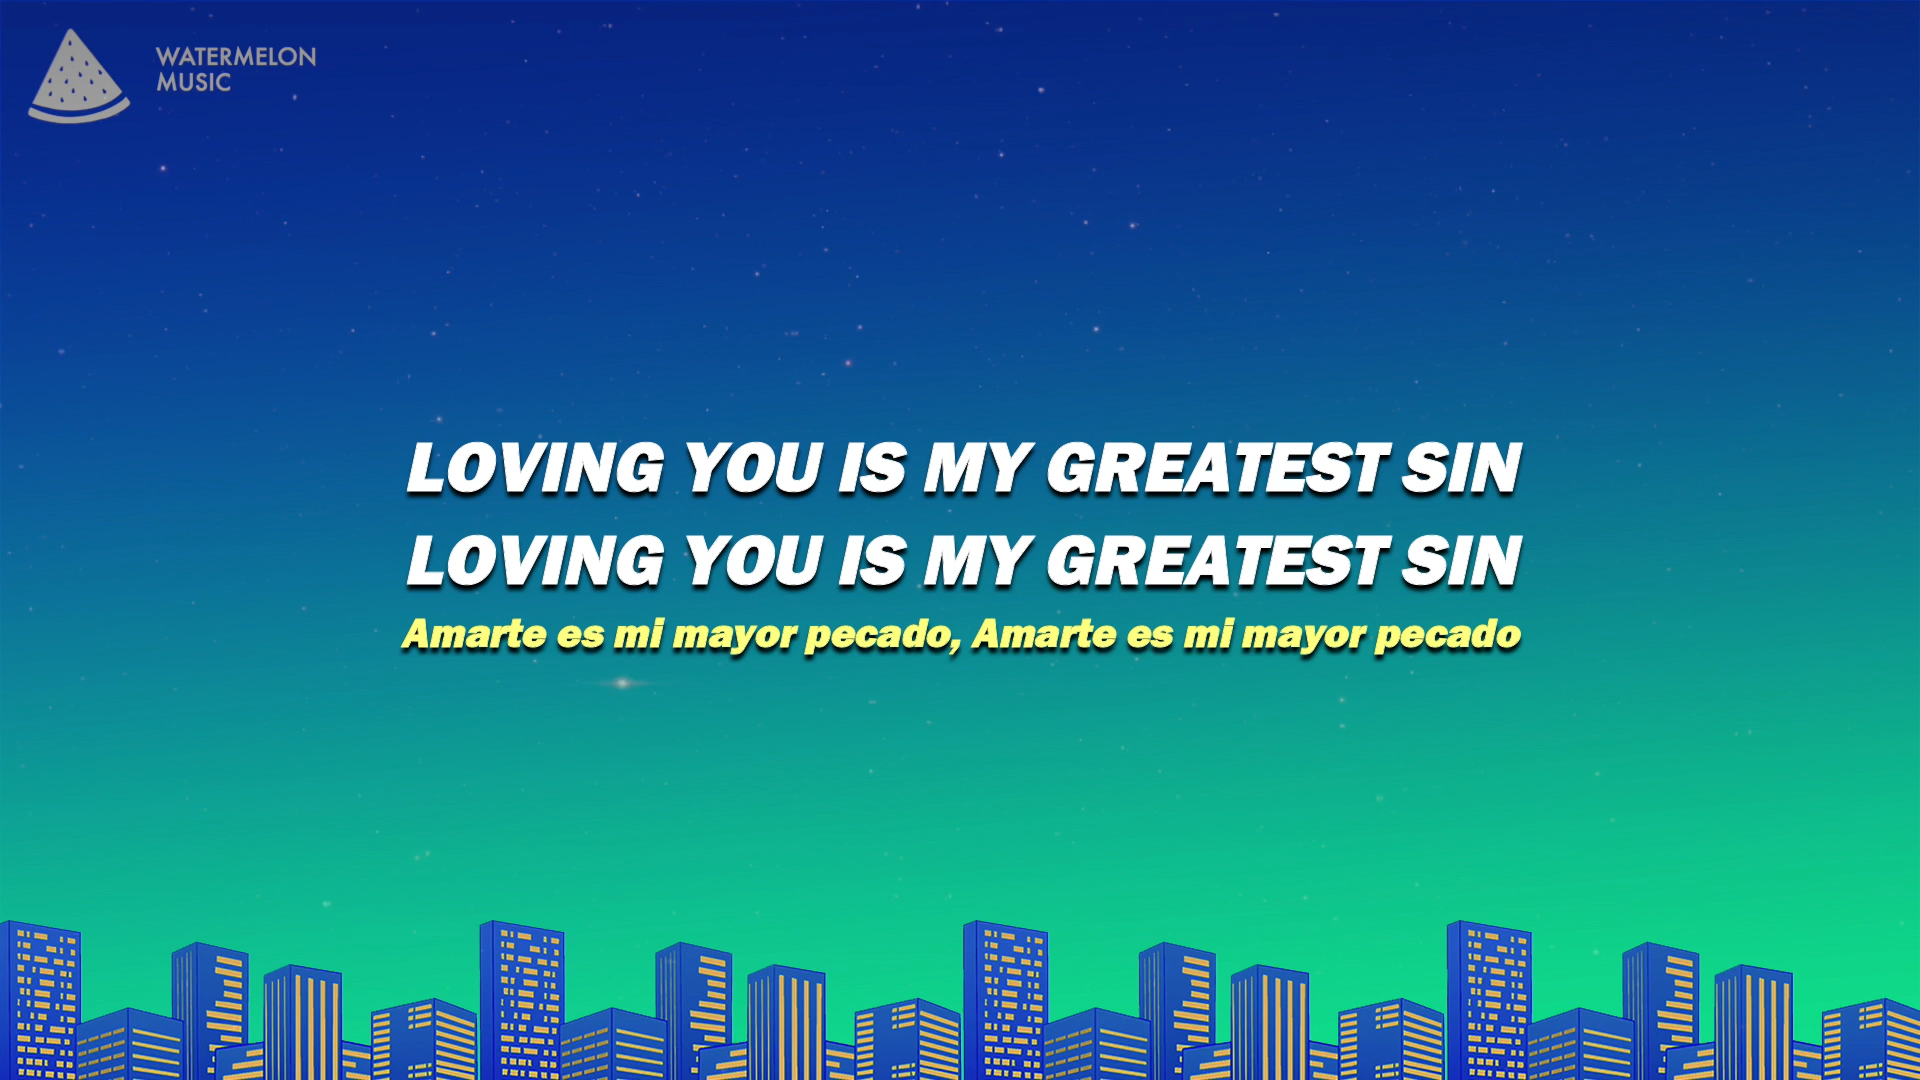 WATERMELON
MUSIC
LOVING YOU IS MY GREATEST SIN
LOVING YOU IS MY GREATEST SIN
Amarte es mi mayor pecado, Amarte es mi mayor pecado